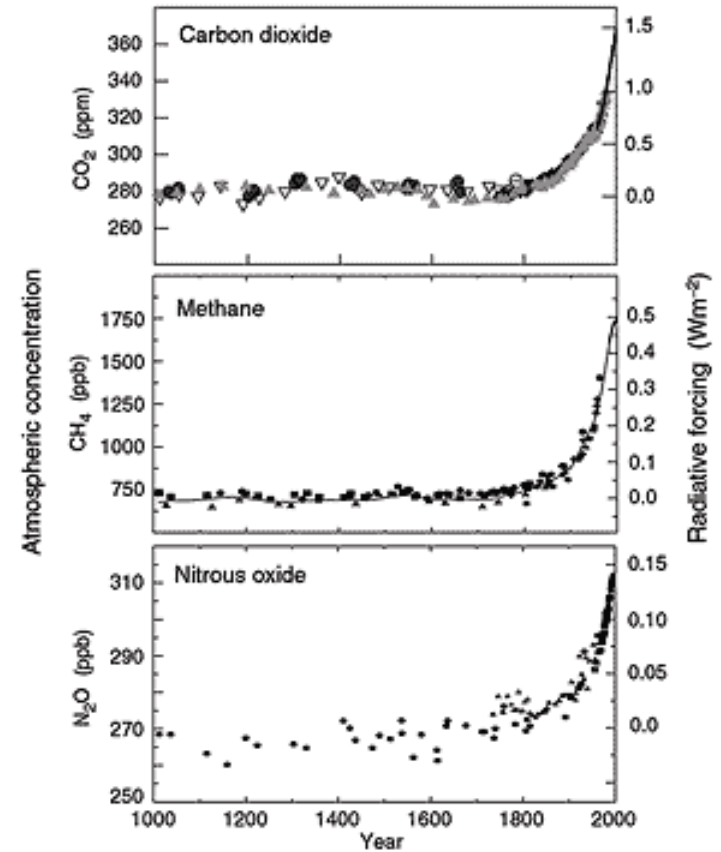 Carbon dioxide
360
340
320
300
280
260
CO₂ (ppm)
1.5
1.0
0.5
0.0
Methane
1750
1500
1250
1000
750
CH₄ (ppb)
0.5
0.4
0.3
0.2
0.1
0.0
Nitrous oxide
310
290
270
250
N₂O (ppb)
0.15
0.10
0.05
0.0
Atmospheric concentration
Radiative forcing (Wm⁻²)
1000 1200 1400 1600 1800 2000
Year